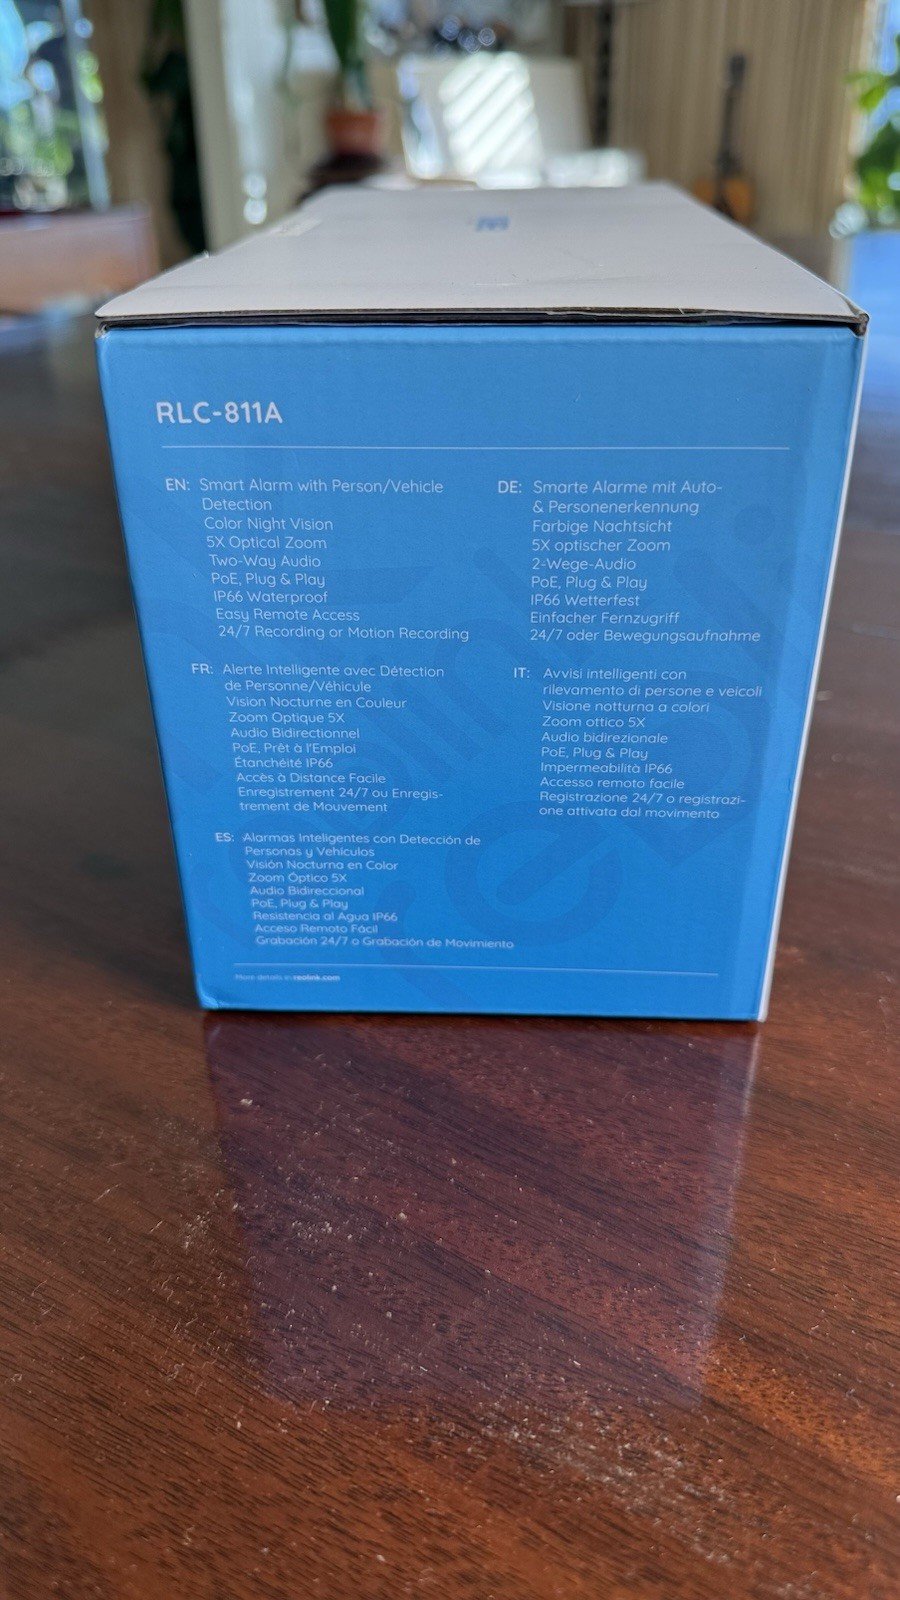 RLC-811A
EN: Smart Alarm with Person/Vehicle
Detection
Color Night Vision
5X Optical Zoom
Two-Way Audio
PoE, Plug & Play
IP66 Waterproof
Easy Remote Access
24/7 Recording or Motion Recording
DE: Smarte Alarme mit Auto-
& Personenerkennung
Farbige Nachtsicht
5X optischer Zoom
2-Wege-Audio
PoE, Plug & Play
IP66 Wetterfest
Einfacher Fernzugriff
24/7 oder Bewegungsaufnahme
FR: Alerte Intelligente avec Détection
de Personne/Véhicule
Vision Nocturne en Couleur
Zoom Optique 5X
Audio Bidirectionnel
PoE, Prêt à l'Emploi
Étanchéité IP66
Accès à Distance Facile
Enregistrement 24/7 ou Enregis-
trement de Mouvement
IT: Avvisi intelligenti con
rilevamento di persone e veicoli
Visione notturna a colori
Zoom ottico 5X
Audio bidirezionale
PoE, Plug & Play
Impermeabilità IP66
Accesso remoto facile
Registrazione 24/7 o registrazi-
one attivata dal movimento
ES: Alarmas Inteligentes con Detección de
Personas y Vehículos
Visión Nocturna en Color
Zoom Óptico 5X
Audio Bidireccional
PoE, Plug & Play
Resistencia al Agua IP66
Acceso Remoto Fácil
Grabación 24/7 o Grabación de Movimiento
More details in reolink.com